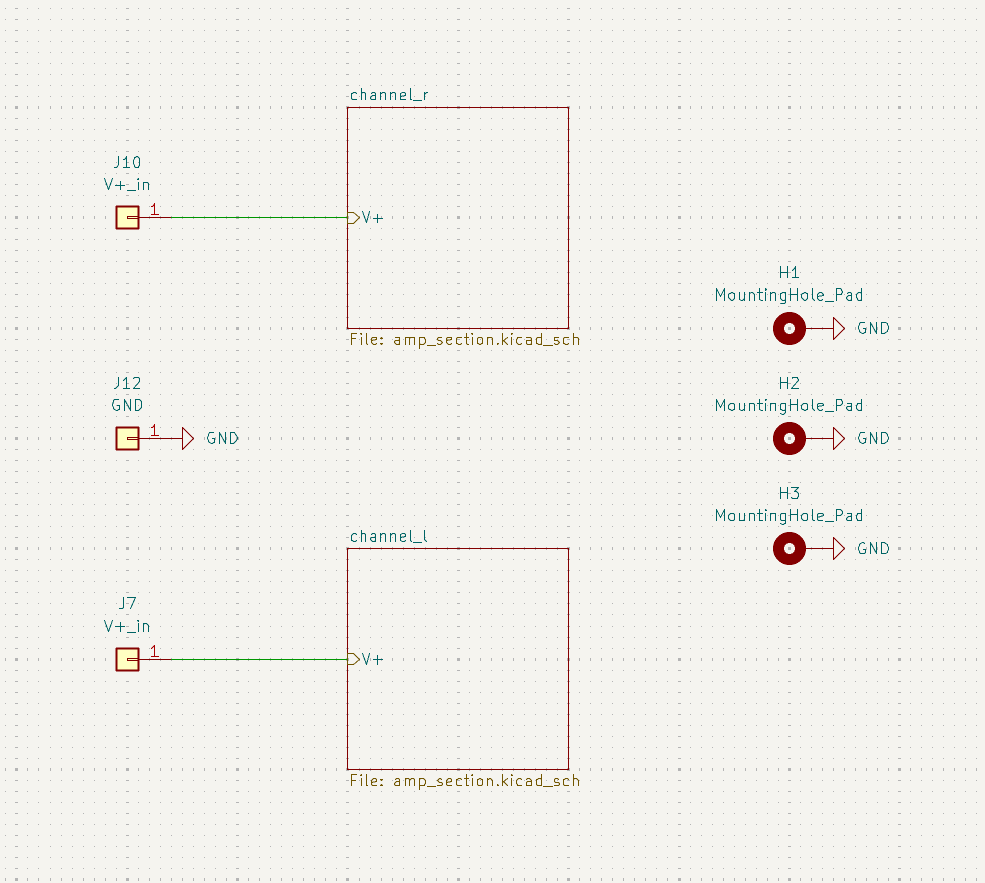 channel_r
J10
V+_in
1
V+
File: amp_section.kicad_sch
H1
MountingHole_Pad
GND
J12
GND
1
GND
H2
MountingHole_Pad
GND
H3
MountingHole_Pad
GND
channel_l
J7
V+_in
1
V+
File: amp_section.kicad_sch